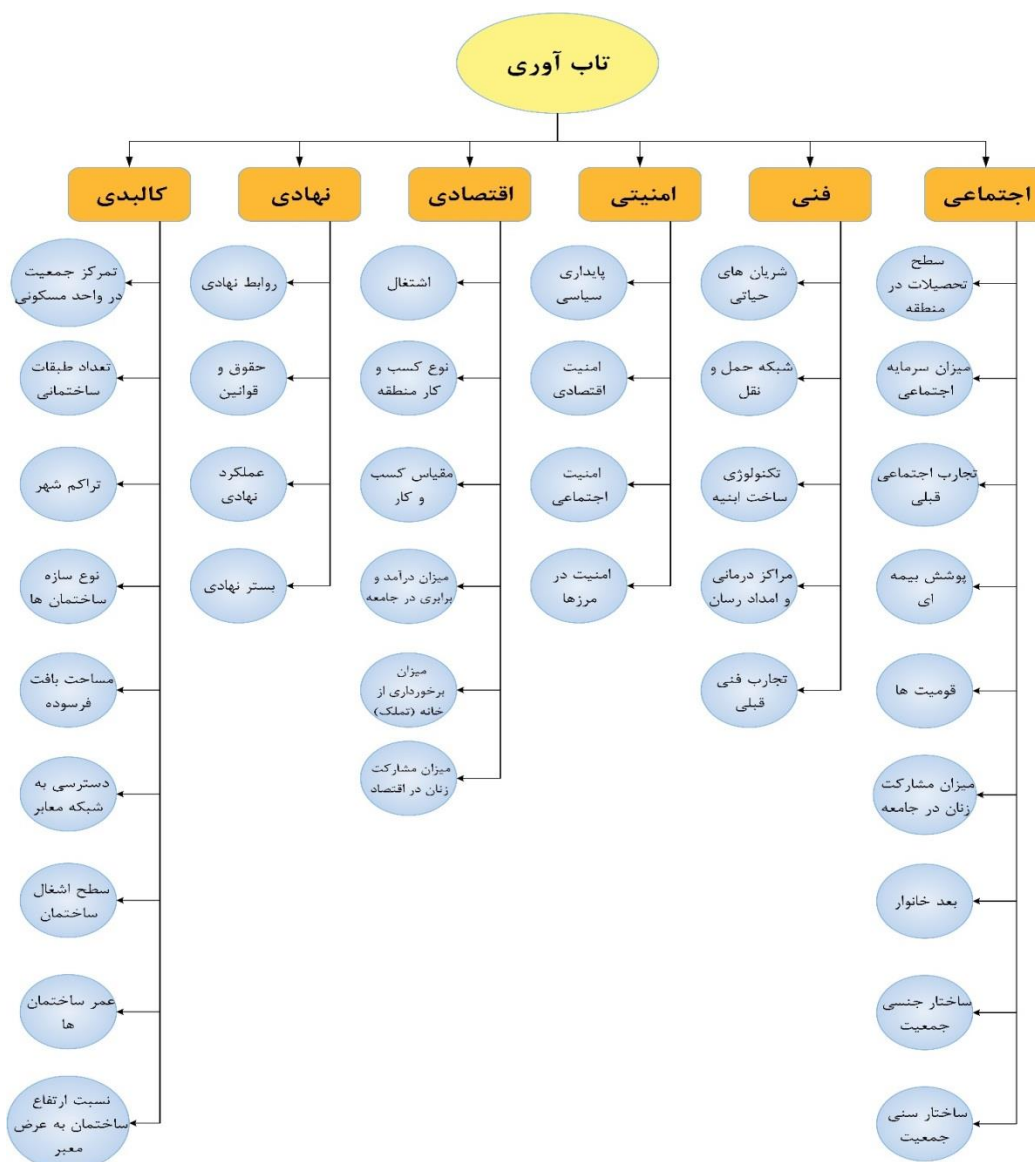 تاب آوری
اجتماعی
فنی
امنیتی
اقتصادی
نهادی
کالبدی
سطح
تحصیلات در
منطقه
میزان سرمایه
اجتماعی
تجارب اجتماعی
قبلی
پوشش بیمه
ای
قومیت ها
میزان مشارکت
زنان در جامعه
بعد خانوار
ساختار جنسی
جمعیت
ساختار سنی
جمعیت
شریان های
حیاتی
شبکه حمل و
نقل
تکنولوژی
ساخت ابنیه
مراکز درمانی
و امداد رسان
تجارب فنی
قبلی
پایداری
سیاسی
امنیت
اقتصادی
امنیت
اجتماعی
امنیت در
مرزها
اشتغال
نوع کسب و
کار منطقه
مقیاس کسب
و کار
میزان درآمد و
برابری در جامعه
میزان
برخورداری از
خانه (تملک)
میزان مشارکت
زنان در اقتصاد
روابط نهادی
حقوق و
قوانین
عملکرد
نهادی
بستر نهادی
تمرکز جمعیت
در واحد مسکونی
تعداد طبقات
ساختمانی
تراکم شهر
نوع سازه
ساختمان ها
مساحت بافت
فرسوده
دسترسی به
شبکه معابر
سطح اشغال
ساختمان
عمر ساختمان
ها
نسبت ارتفاع
ساختمان به عرض
معبر